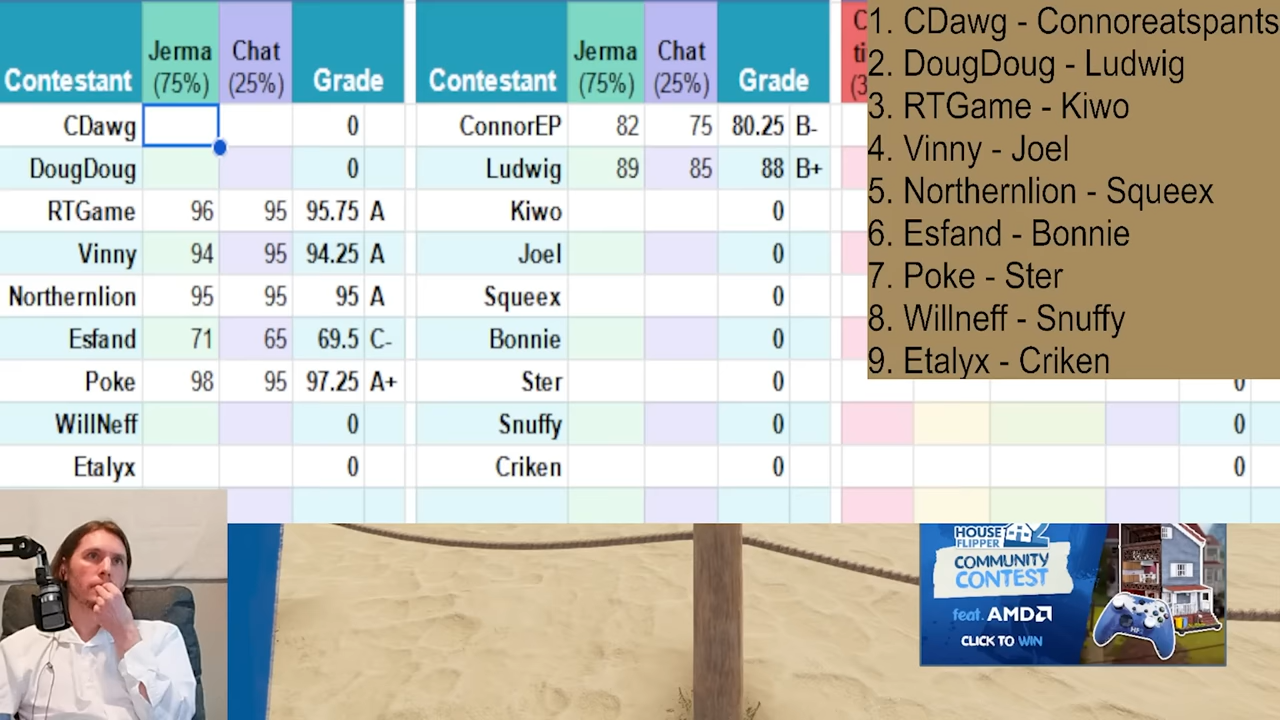 Contestant Jerma (75%) Chat (25%) Grade
CDawg 0
DougDoug 0
RTGame 96 95 95.75 A
Vinny 94 95 94.25 A
Northernlion 95 95 95 A
Esfand 71 65 69.5 C-
Poke 98 95 97.25 A+
WillNeff 0
Etalyx 0
Contestant Jerma (75%) Chat (25%) Grade
ConnorEP 82 75 80.25 B-
Ludwig 89 85 88 B+
Kiwo 0
Joel 0
Squeex 0
Bonnie 0
Ster 0
Snuffy 0
Criken 0
0
0
0
1. CDawg - Connoreatspants
2. DougDoug - Ludwig
3. RTGame - Kiwo
4. Vinny - Joel
5. Northernlion - Squeex
6. Esfand - Bonnie
7. Poke - Ster
8. Willneff - Snuffy
9. Etalyx - Criken
HOUSE
FLIPPER 2
COMMUNITY
CONTEST
feat. AMD
CLICK TO WIN